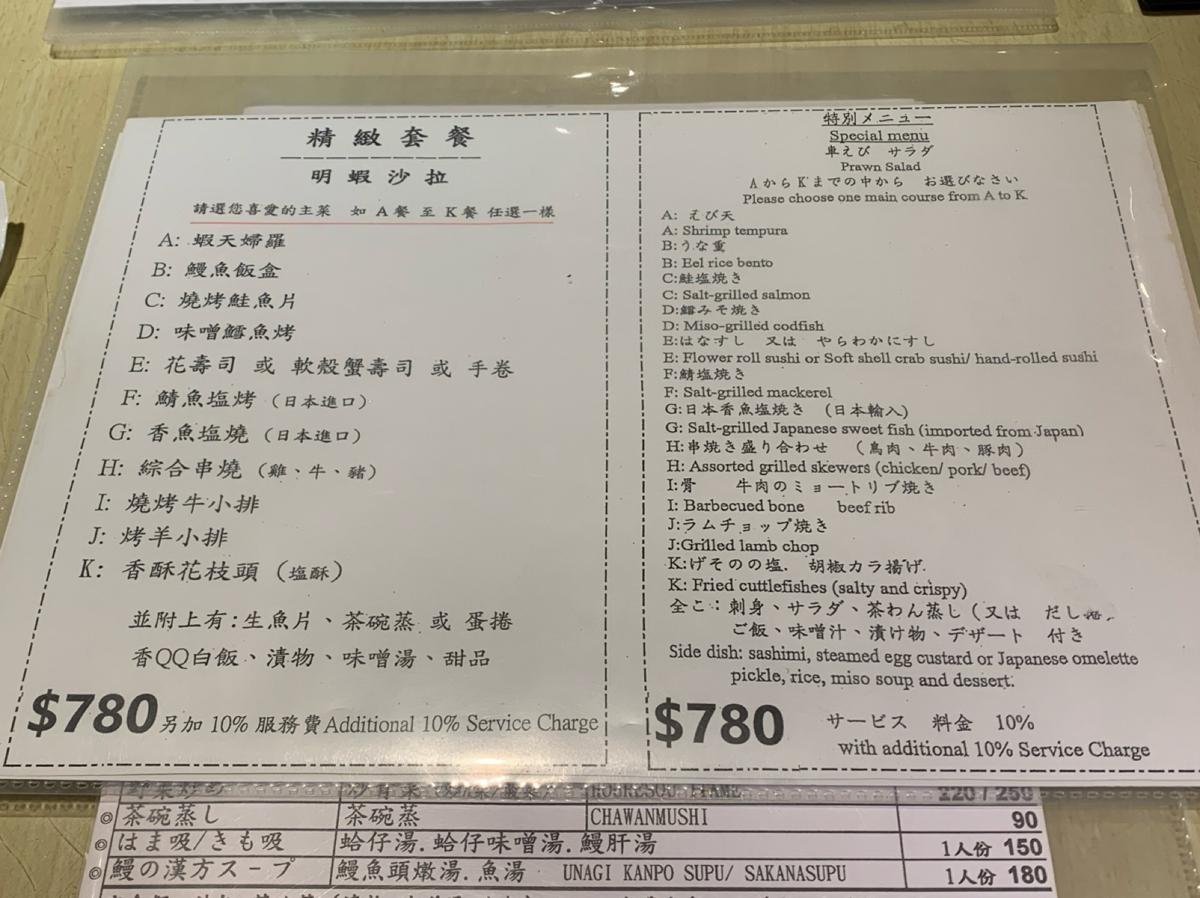 精緻套餐
明蝦沙拉
請選您喜愛的主菜 如 A 餐 至 K 餐 任選一樣
A: 蝦天婦羅
B: 鰻魚飯盒
C: 燒烤鮭魚片
D: 味噌鱈魚烤
E: 花壽司 或 軟殼蟹壽司 或 手卷
F: 鯖魚塩烤 (日本進口)
G: 香魚塩燒 (日本進口)
H: 綜合串燒 (雞、牛、豬)
I: 燒烤牛小排
J: 烤羊小排
K: 香酥花枝頭 (塩酥)
並附上有:生魚片、茶碗蒸 或 蛋捲
香QQ白飯、漬物、味噌湯、甜品
$780 另加 10% 服務費 Additional 10% Service Charge
特別メニュー
Special menu
車えび サラダ
Prawn Salad
AからKまでの中から お選びなさい
Please choose one main course from A to K
A: えび天
A: Shrimp tempura
B:うな重
B: Eel rice bento
C:鮭塩焼き
C: Salt-grilled salmon
D:鱈みそ焼き
D: Miso-grilled codfish
E:はなすし 又は やらわかにすし
E: Flower roll sushi or Soft shell crab sushi/ hand-rolled sushi
F:鯖塩焼き
F: Salt-grilled mackerel
G:日本香魚塩焼き (日本輸入)
G: Salt-grilled Japanese sweet fish (imported from Japan)
H:串焼き盛り合わせ (鳥肉、牛肉、豚肉)
H: Assorted grilled skewers (chicken/ pork/ beef)
I:骨 牛肉のミョートリブ焼き
I: Barbecued bone beef rib
J:ラムチョップ焼き
J:Grilled lamb chop
K:げそのの塩. 胡椒カラ揚げ.
K: Fried cuttlefishes (salty and crispy)
全こ:刺身、サラダ、茶わん蒸し(又は だし
ご飯、味噌汁、漬け物、デザート 付き
Side dish: sashimi, steamed egg custard or Japanese omelette
pickle, rice, miso soup and dessert.
$780 サービス 料金 10%
with additional 10% Service Charge
220 / 250
◎ 茶碗蒸し 茶碗蒸 CHAWANMUSHI 90
◎ はま吸/きも吸 蛤仔湯.蛤仔味噌湯.鰻肝湯 1人份 150
◎ 鰻の漢方スープ 鰻魚頭燉湯.魚湯 UNAGI KANPO SUPU/ SAKANASUPU 1人份 180